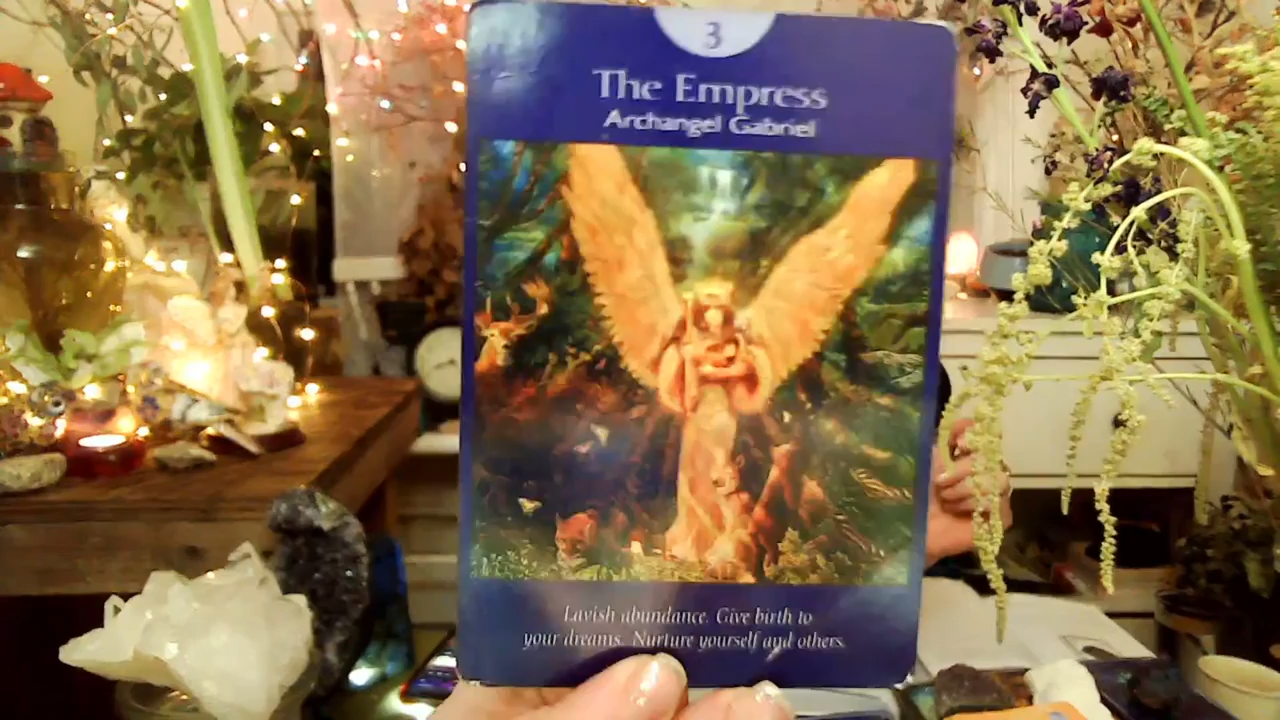 3
The Empress
Archangel Gabriel
Lavish abundance. Give birth to
your dreams. Nurture yourself and others.